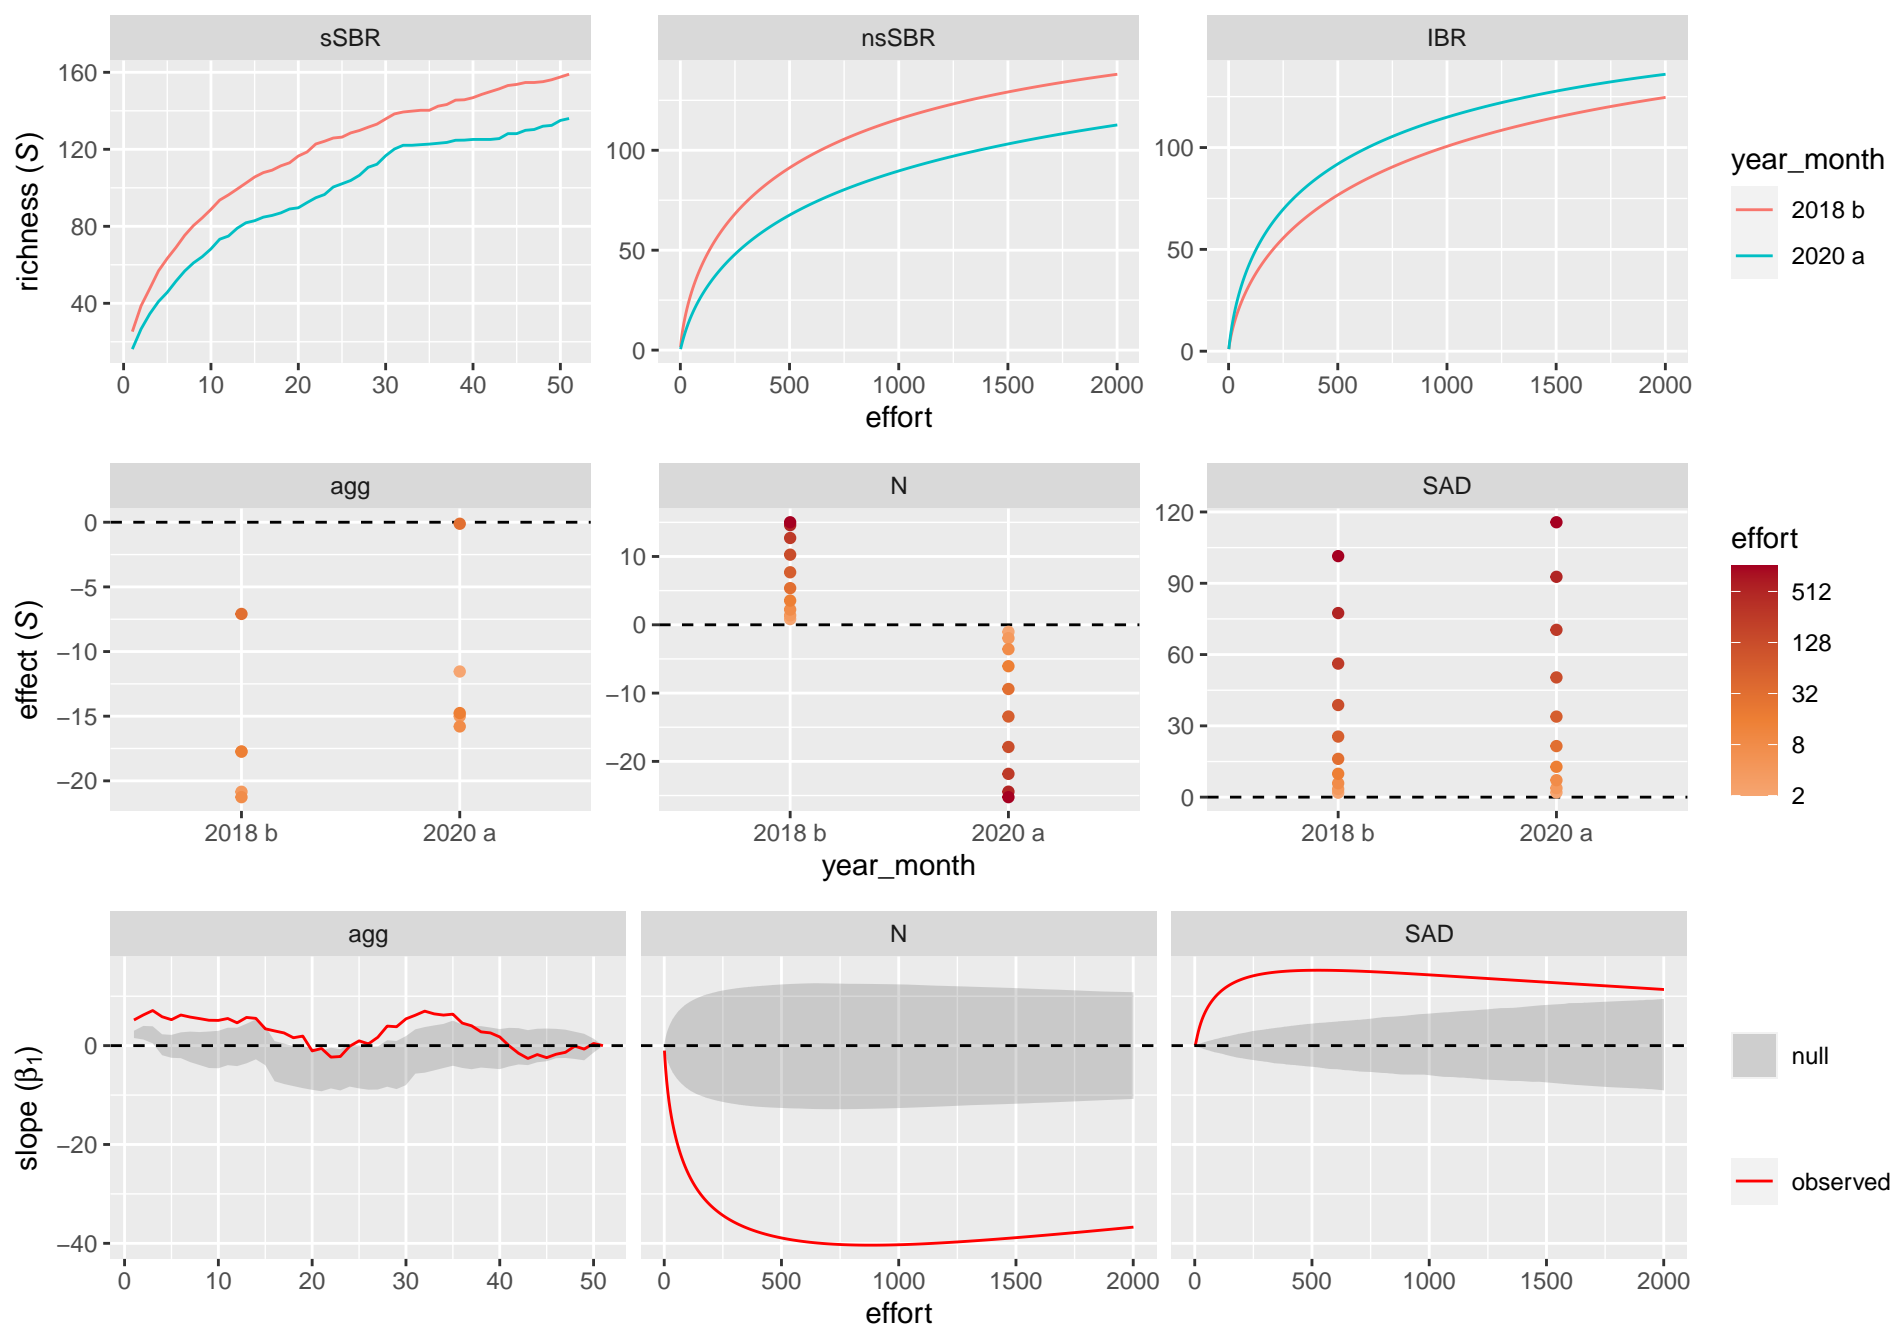 sSBR nsSBR IBR
richness (S)
160
120
80
40
100
50
0
100
50
0
0 10 20 30 40 50
0 500 1000 1500 2000
0 500 1000 1500 2000
effort
year_month
2018 b
2020 a
agg N SAD
effect (S)
0
−5
−10
−15
−20
10
0
−10
−20
120
90
60
30
0
2018 b 2020 a
2018 b 2020 a
2018 b 2020 a
year_month
effort
512
128
32
8
2
agg N SAD
slope (β1)
0
−20
−40
0 10 20 30 40 50
0 500 1000 1500 2000
0 500 1000 1500 2000
effort
null
observed